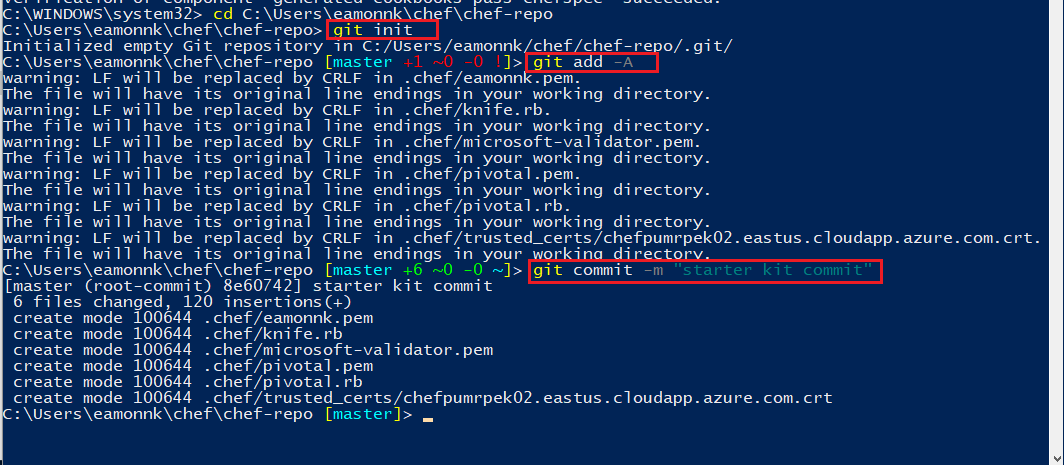 C:\WINDOWS\system32> cd C:\Users\eamonnk\chef\chef-repo
C:\Users\eamonnk\chef\chef-repo> git init
Initialized empty Git repository in C:/Users/eamonnk/chef/chef-repo/.git/
C:\Users\eamonnk\chef\chef-repo [master +1 ~0 -0 !]> git add -A
warning: LF will be replaced by CRLF in .chef/eamonnk.pem.
The file will have its original line endings in your working directory.
warning: LF will be replaced by CRLF in .chef/knife.rb.
The file will have its original line endings in your working directory.
warning: LF will be replaced by CRLF in .chef/microsoft-validator.pem.
The file will have its original line endings in your working directory.
warning: LF will be replaced by CRLF in .chef/pivotal.pem.
The file will have its original line endings in your working directory.
warning: LF will be replaced by CRLF in .chef/pivotal.rb.
The file will have its original line endings in your working directory.
warning: LF will be replaced by CRLF in .chef/trusted_certs/chefpumrpek02.eastus.cloudapp.azure.com.crt.
The file will have its original line endings in your working directory.
C:\Users\eamonnk\chef\chef-repo [master +6 ~0 -0 ~]> git commit -m "starter kit commit"
[master (root-commit) 8e60742] starter kit commit
 6 files changed, 120 insertions(+)
 create mode 100644 .chef/eamonnk.pem
 create mode 100644 .chef/knife.rb
 create mode 100644 .chef/microsoft-validator.pem
 create mode 100644 .chef/pivotal.pem
 create mode 100644 .chef/pivotal.rb
 create mode 100644 .chef/trusted_certs/chefpumrpek02.eastus.cloudapp.azure.com.crt
C:\Users\eamonnk\chef\chef-repo [master]>